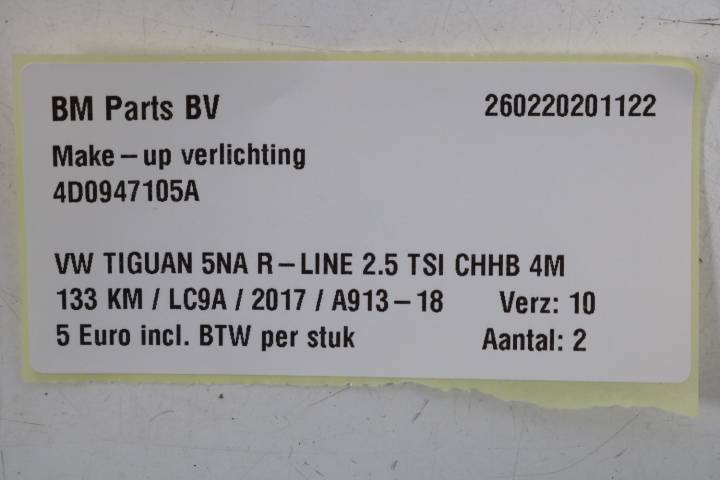 BM Parts BV 260220201122
Make-up verlichting
4D0947105A
VW TIGUAN 5NA R-LINE 2.5 TSI CHHB 4M
133 KM / LC9A / 2017 / A913-18 Verz: 10
5 Euro incl. BTW per stuk Aantal: 2